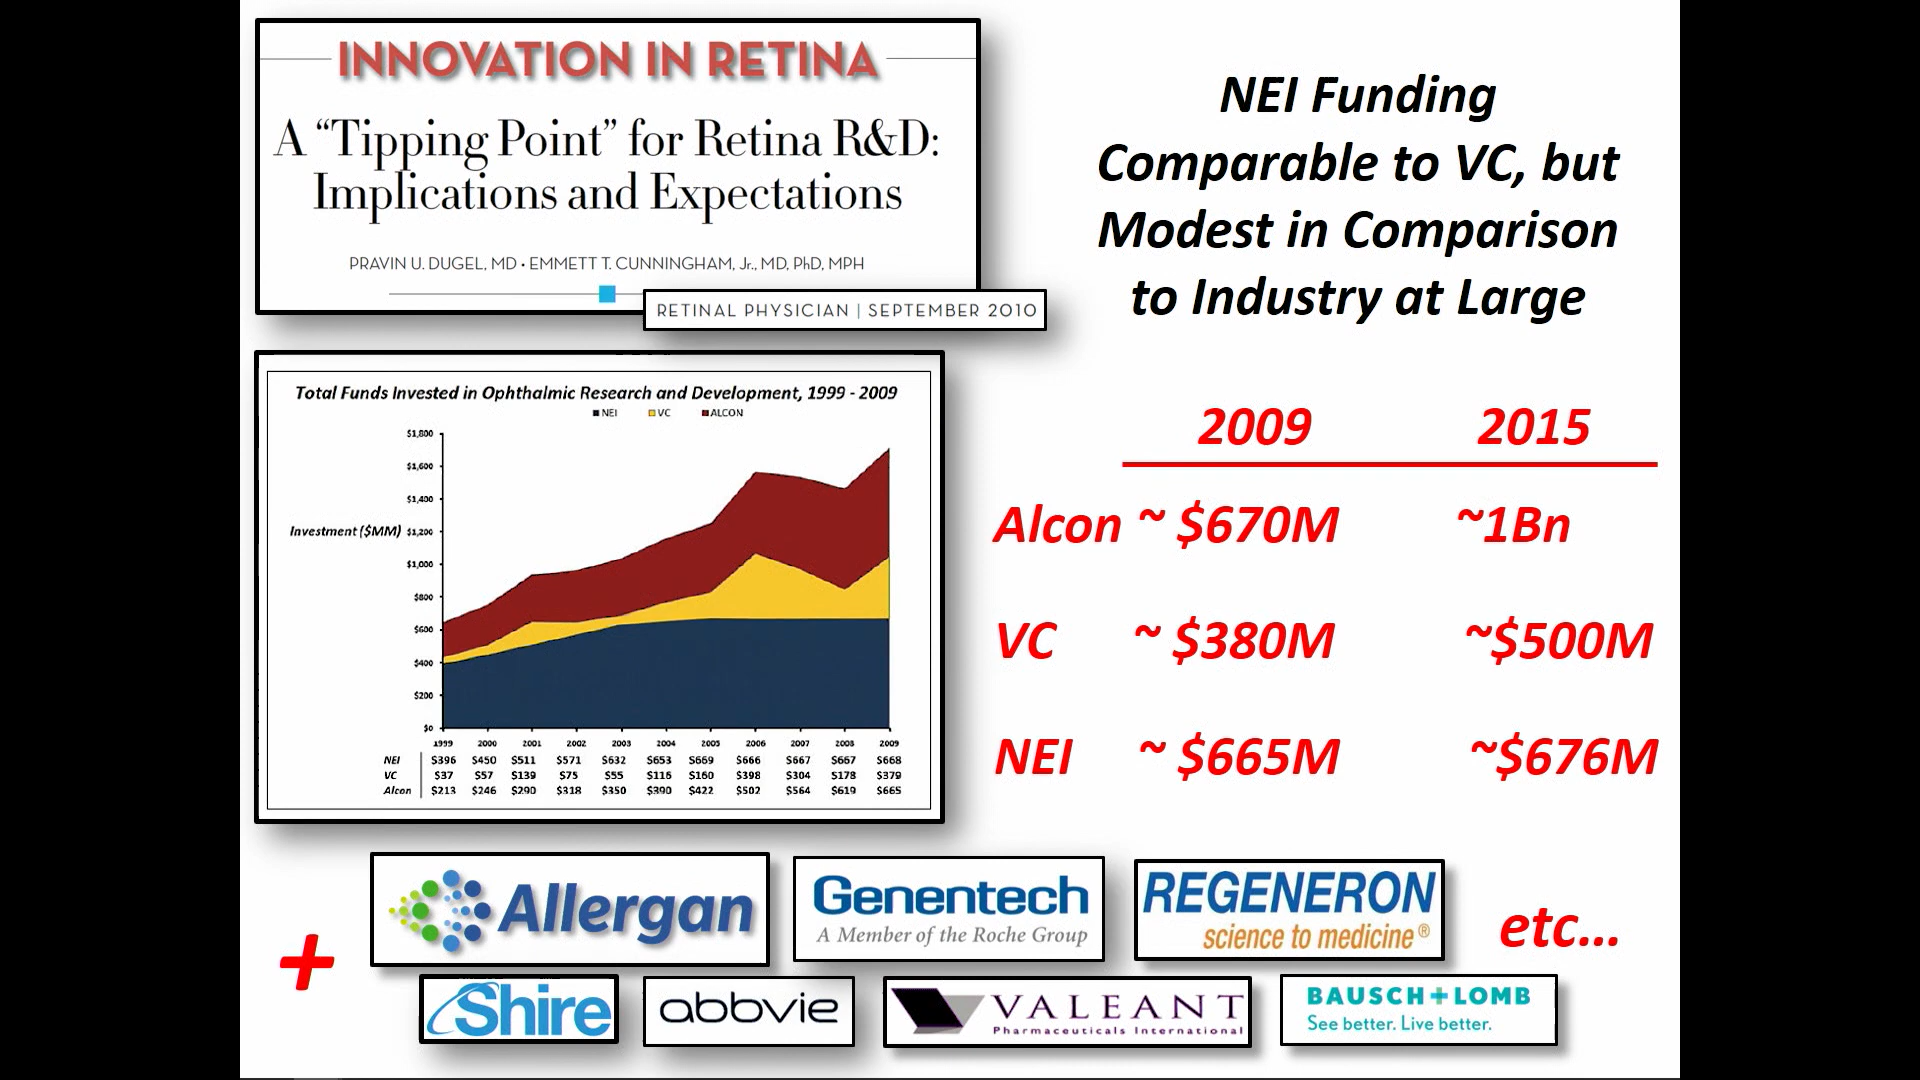 INNOVATION IN RETINA
A “Tipping Point” for Retina R&D:
Implications and Expectations
PRAVIN U. DUGEL, MD • EMMETT T. CUNNINGHAM, Jr., MD, PhD, MPH
RETINAL PHYSICIAN | SEPTEMBER 2010
NEI Funding
Comparable to VC, but
Modest in Comparison
to Industry at Large
Total Funds Invested in Ophthalmic Research and Development, 1999 - 2009
NEI VC ALCON
$1,800
$1,600
$1,400
Investment ($MM) $1,200
$1,000
$800
$600
$400
$200
$0
1999 2000 2001 2002 2003 2004 2005 2006 2007 2008 2009
NEI $396 $450 $511 $571 $632 $653 $669 $666 $667 $667 $668
VC $37 $57 $139 $75 $55 $116 $160 $398 $304 $178 $379
Alcon $213 $246 $290 $318 $350 $390 $422 $502 $564 $619 $665
2009 2015
Alcon ~ $670M ~1Bn
VC ~ $380M ~$500M
NEI ~ $665M ~$676M
+
Allergan
Genentech
A Member of the Roche Group
REGENERON
science to medicine®
etc...
Shire
abbvie
VALEANT
Pharmaceuticals International
BAUSCH + LOMB
See better. Live better.